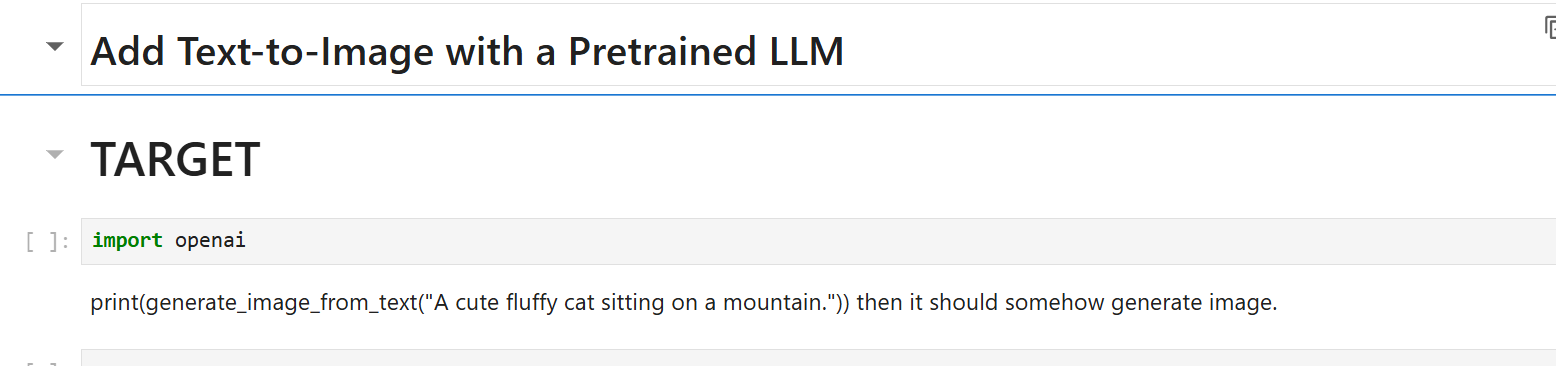 Add Text-to-Image with a Pretrained LLM
TARGET
[ ]: import openai
print(generate_image_from_text("A cute fluffy cat sitting on a mountain.")) then it should somehow generate image.